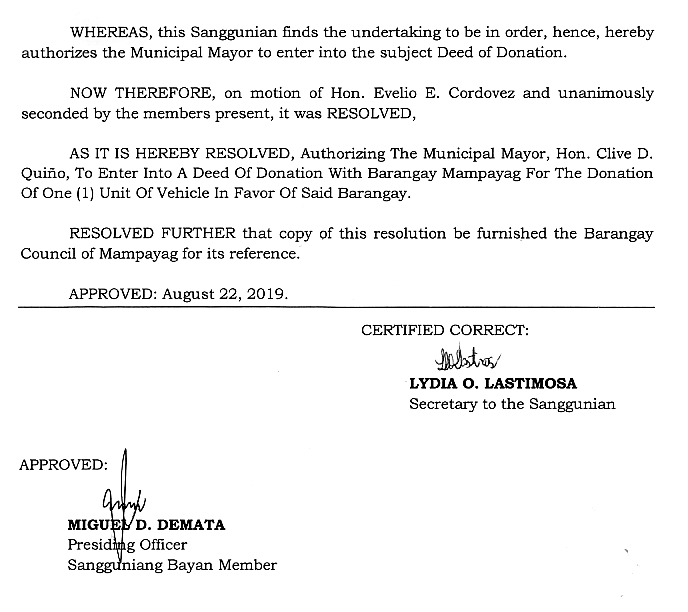 WHEREAS, this Sanggunian finds the undertaking to be in order, hence, hereby
authorizes the Municipal Mayor to enter into the subject Deed of Donation.
NOW THEREFORE, on motion of Hon. Evelio E. Cordovez and unanimously
seconded by the members present, it was RESOLVED,
AS IT IS HEREBY RESOLVED, Authorizing The Municipal Mayor, Hon. Clive D.
Quiño, To Enter Into A Deed Of Donation With Barangay Mampayag For The Donation
Of One (1) Unit Of Vehicle In Favor Of Said Barangay.
RESOLVED FURTHER that copy of this resolution be furnished the Barangay
Council of Mampayag for its reference.
APPROVED: August 22, 2019.
CERTIFIED CORRECT:
LYDIA O. LASTIMOSA
Secretary to the Sanggunian
APPROVED:
MIGUEL D. DEMATA
Presiding Officer
Sangguniang Bayan Member